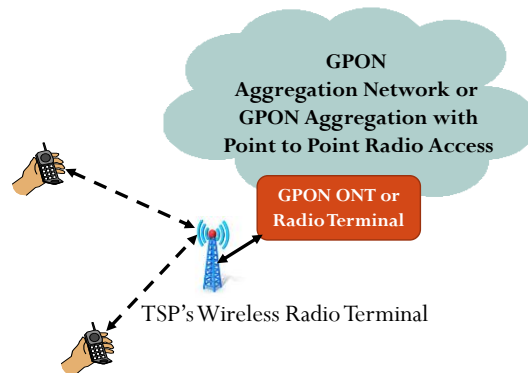 GPON
Aggregation Network or
GPON Aggregation with
Point to Point Radio Access
GPON ONT or
Radio Terminal
TSP's Wireless Radio Terminal